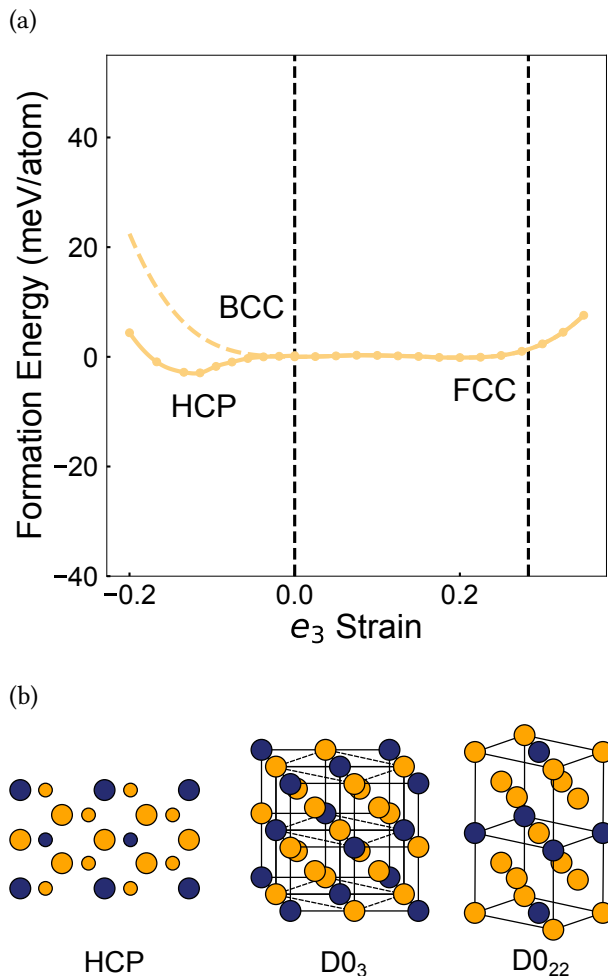 (a)
Formation Energy (meV/atom)
40
20
0
−20
−40
BCC
HCP
FCC
−0.2
0.0
0.2
e₃ Strain
(b)
HCP
D0₃
D0₂₂